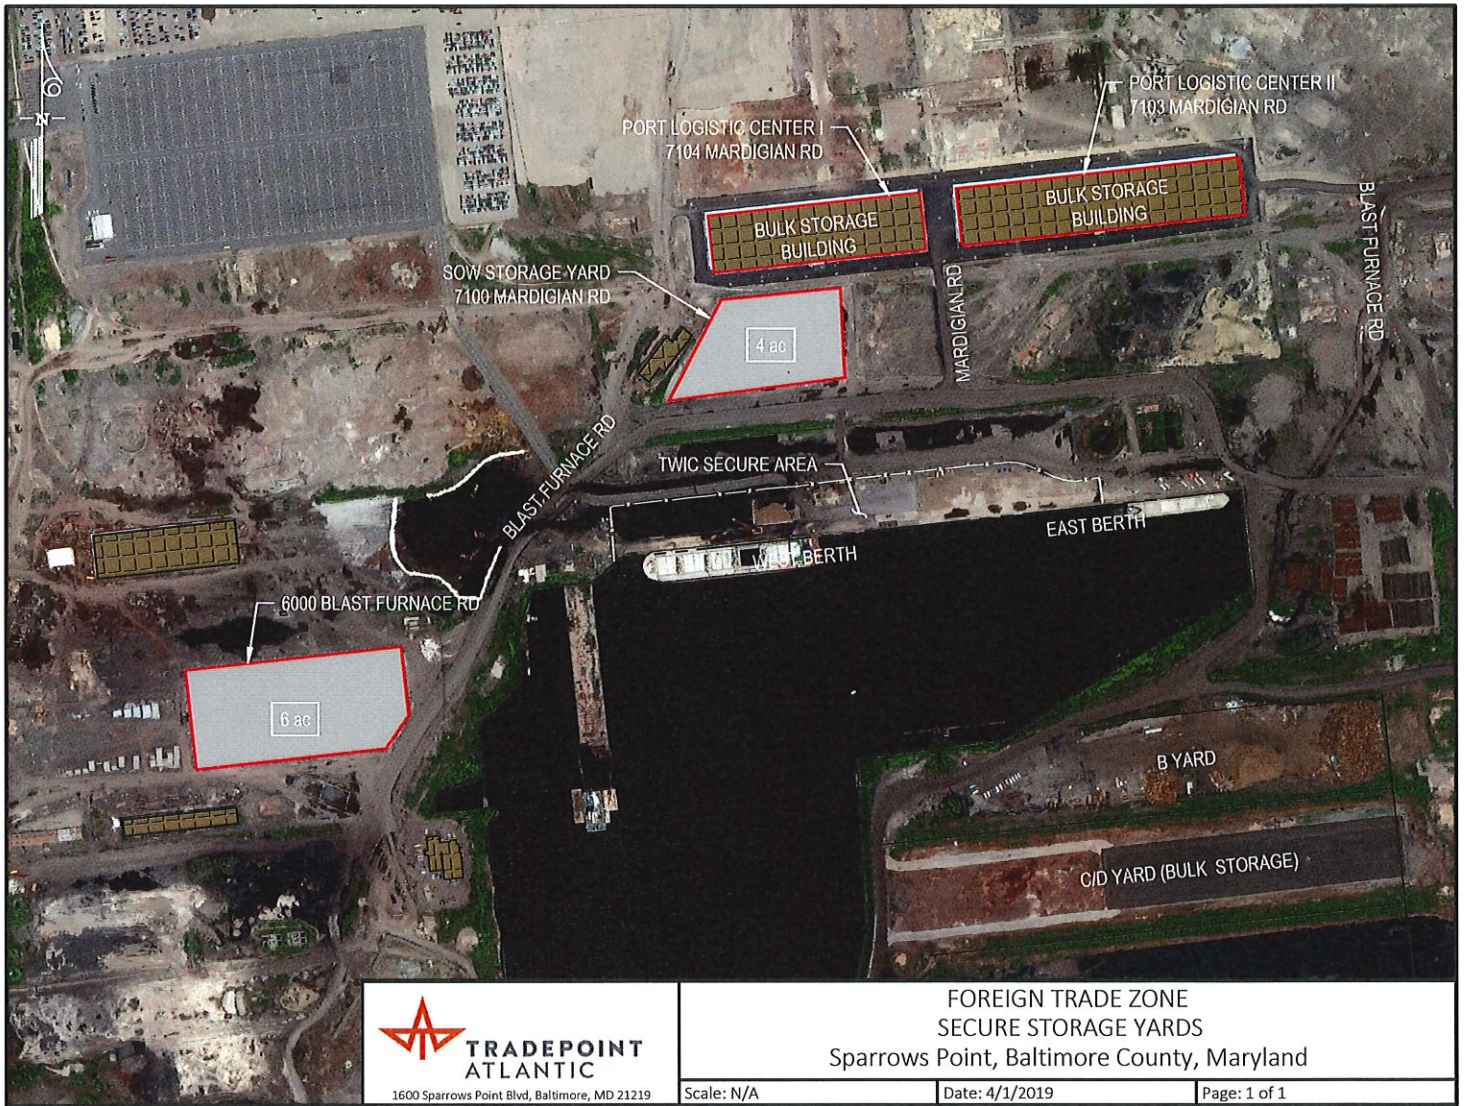 N
PORT LOGISTIC CENTER II
7103 MARDIGIAN RD
PORT LOGISTIC CENTER I
7104 MARDIGIAN RD
BULK STORAGE
BUILDING
BULK STORAGE
BUILDING
BLAST FURNACE RD
SOW STORAGE YARD
7100 MARDIGIAN RD
4 ac
MARDIGIAN RD
BLAST FURNACE RD
TWIC SECURE AREA
EAST BERTH
WEST BERTH
6000 BLAST FURNACE RD
6 ac
B YARD
C/D YARD (BULK STORAGE)
TRADEPOINT
ATLANTIC
1600 Sparrows Point Blvd, Baltimore, MD 21219
FOREIGN TRADE ZONE
SECURE STORAGE YARDS
Sparrows Point, Baltimore County, Maryland
Scale: N/A
Date: 4/1/2019
Page: 1 of 1